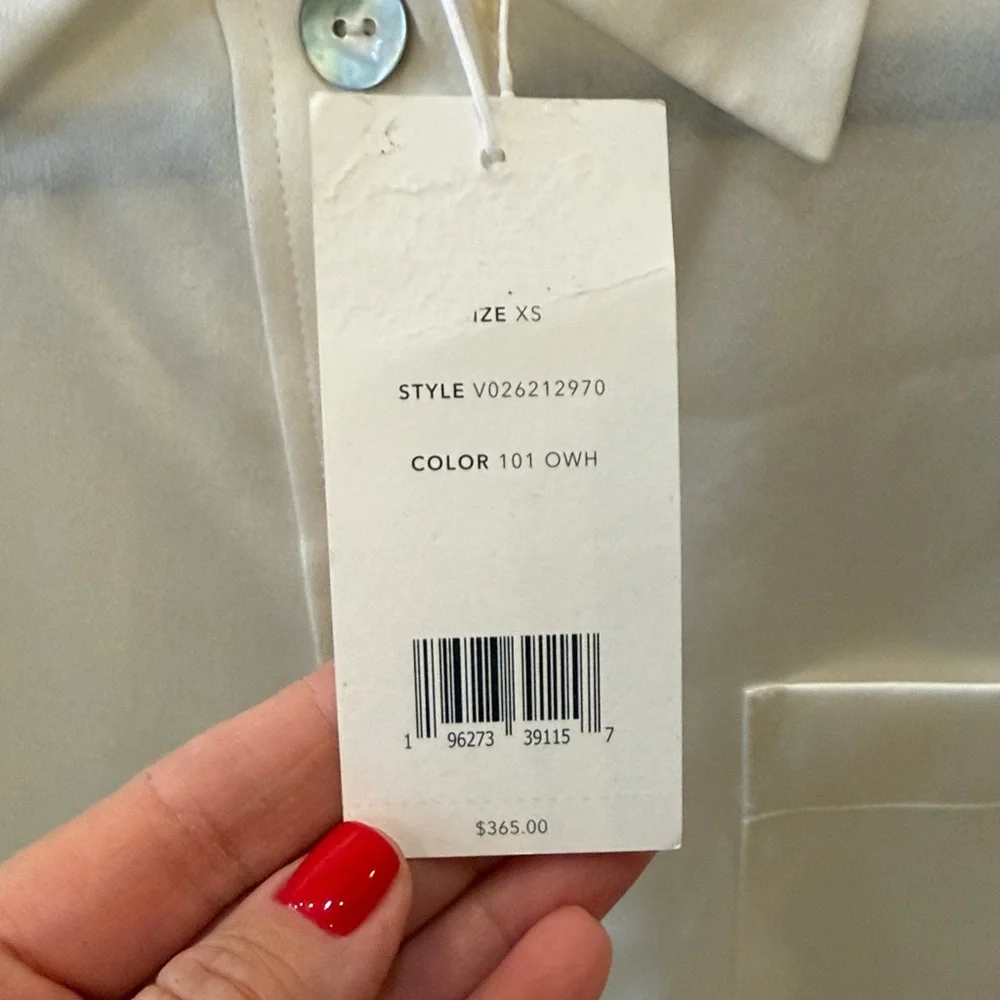 IZE XS
STYLE V026212970
COLOR 101 OWH
1 96273 39115 7
$365.00